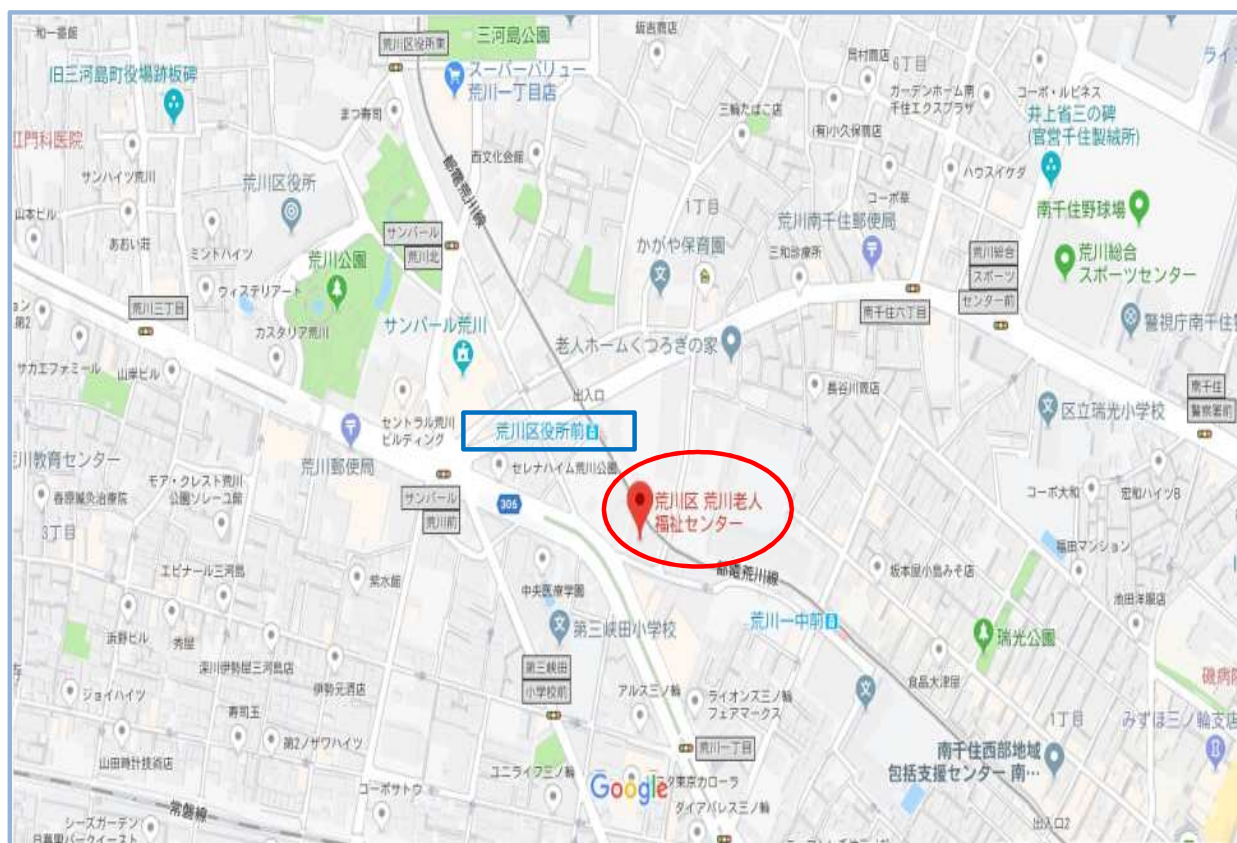 和一番館
荒川区役所東
三河島公園
飯吉商店
岡村商店
6丁目
ライフ
旧三河島町役場跡板碑
スーパーバリュー
荒川一丁目店
ガーデンホーム南
千住エクスプラザ
コーポ・ルビネス
まつ寿司
三輪たばこ店
(有)小久保商店
井上省三の碑
(官営千住製絨所)
肛門科医院
サンハイツ荒川
荒川区役所
西文化会館
都電荒川線
ハウスイケダ
山本ビル
あおい荘
ミントハイツ
サンパール
荒川北
1丁目
コーポ草
荒川南千住郵便局
南千住野球場
荒川公園
かがや保育園
三和診療所
荒川総合
スポーツ
センター前
荒川総合
スポーツセンター
ウィステリアート
荒川三丁目
第2
カスタリア荒川
サンパール荒川
南千住六丁目
警視庁南千住警
サカエファミール
山岸ビル
老人ホームくつろぎの家
出入口
長谷川商店
南千住
警察署前
セントラル荒川
ビルディング
荒川区役所前
区立瑞光小学校
荒川郵便局
セレナハイム荒川公園
荒川教育センター
モア・クレスト荒川
公園ソレーユ館
春原鍼灸治療院
サンパール
荒川前
306
荒川区 荒川老人
福祉センター
コーポ大和
宏和ハイツB
3丁目
福田マンション
エピナール三河島
紫水館
中央医療学園
都電荒川線
坂本屋小島みそ店
池田洋服店
浜野ビル
秀屋
第三峡田小学校
荒川一中前
瑞光公園
深川伊勢屋三河島店
伊勢元酒店
第三峡田
小学校前
アルス三ノ輪
食品大津屋
磯病院
ジョイハイツ
寿司玉
ライオンズ三ノ輪
フェアマークス
1丁目
みずほ三ノ輪支店
第2ノザワハイツ
荒川一丁目
山田時計技術店
ユニライフ三ノ輪
南千住西部地域
包括支援センター 南…
コーポサトウ
Google
タ東京カローラ
ダイアパレス三ノ輪
常磐線
シーズガーデン
出入口2